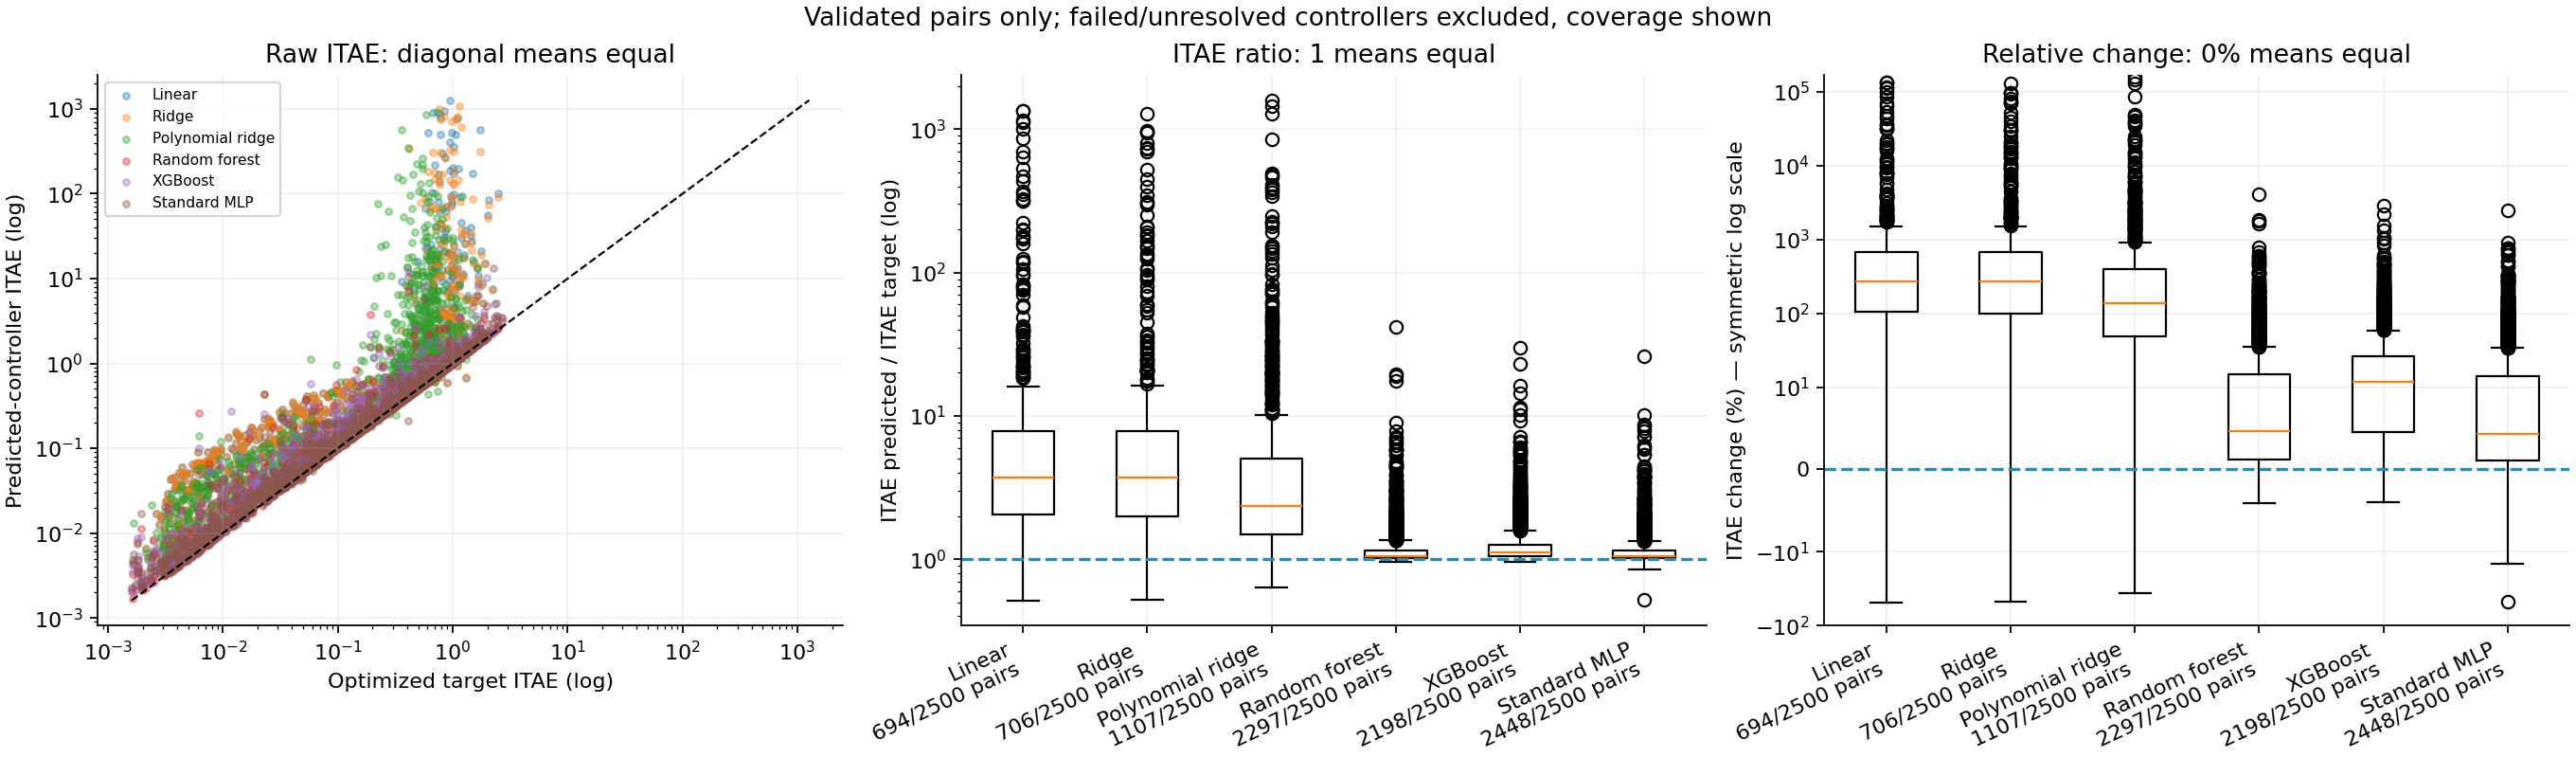 Validated pairs only; failed/unresolved controllers excluded, coverage shown
Raw ITAE: diagonal means equal
Predicted-controller ITAE (log)
10³
10²
10¹
10⁰
10⁻¹
10⁻²
10⁻³
Linear
Ridge
Polynomial ridge
Random forest
XGBoost
Standard MLP
10⁻³ 10⁻² 10⁻¹ 10⁰ 10¹ 10² 10³
Optimized target ITAE (log)
ITAE ratio: 1 means equal
ITAE predicted / ITAE target (log)
10³
10²
10¹
10⁰
Linear
694/2500 pairs
Ridge
706/2500 pairs
Polynomial ridge
1107/2500 pairs
Random forest
2297/2500 pairs
XGBoost
2198/2500 pairs
Standard MLP
2448/2500 pairs
Relative change: 0% means equal
ITAE change (%) — symmetric log scale
10⁵
10⁴
10³
10²
10¹
0
−10¹
−10²
Linear
694/2500 pairs
Ridge
706/2500 pairs
Polynomial ridge
1107/2500 pairs
Random forest
2297/2500 pairs
XGBoost
2198/2500 pairs
Standard MLP
2448/2500 pairs